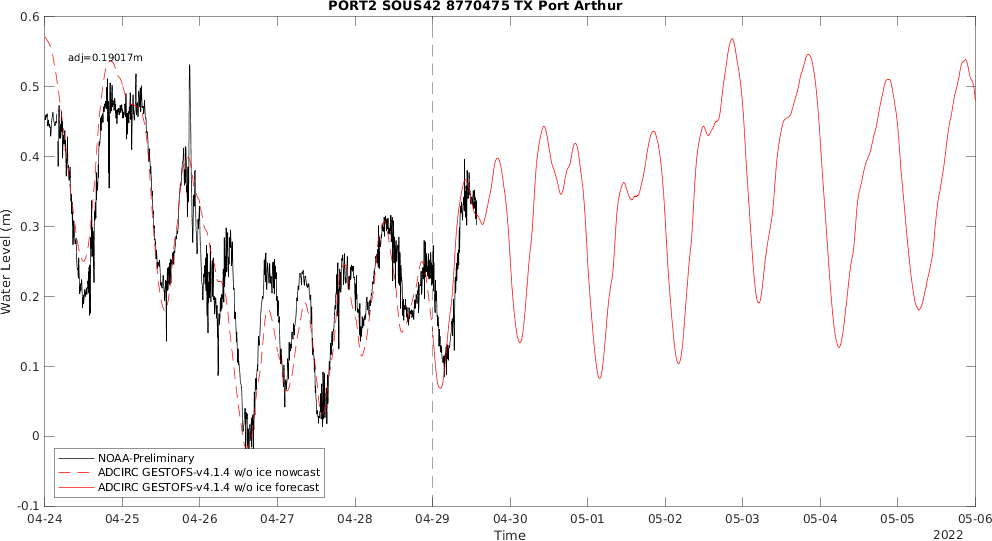 PORT2 SOUS42 8770475 TX Port Arthur
adj=0.19017m
Water Level (m)
0.6
0.5
0.4
0.3
0.2
0.1
0
-0.1
NOAA-Preliminary
ADCIRC GESTOFS-v4.1.4 w/o ice nowcast
ADCIRC GESTOFS-v4.1.4 w/o ice forecast
04-24 04-25 04-26 04-27 04-28 04-29 04-30 05-01 05-02 05-03 05-04 05-05 05-06
Time
2022